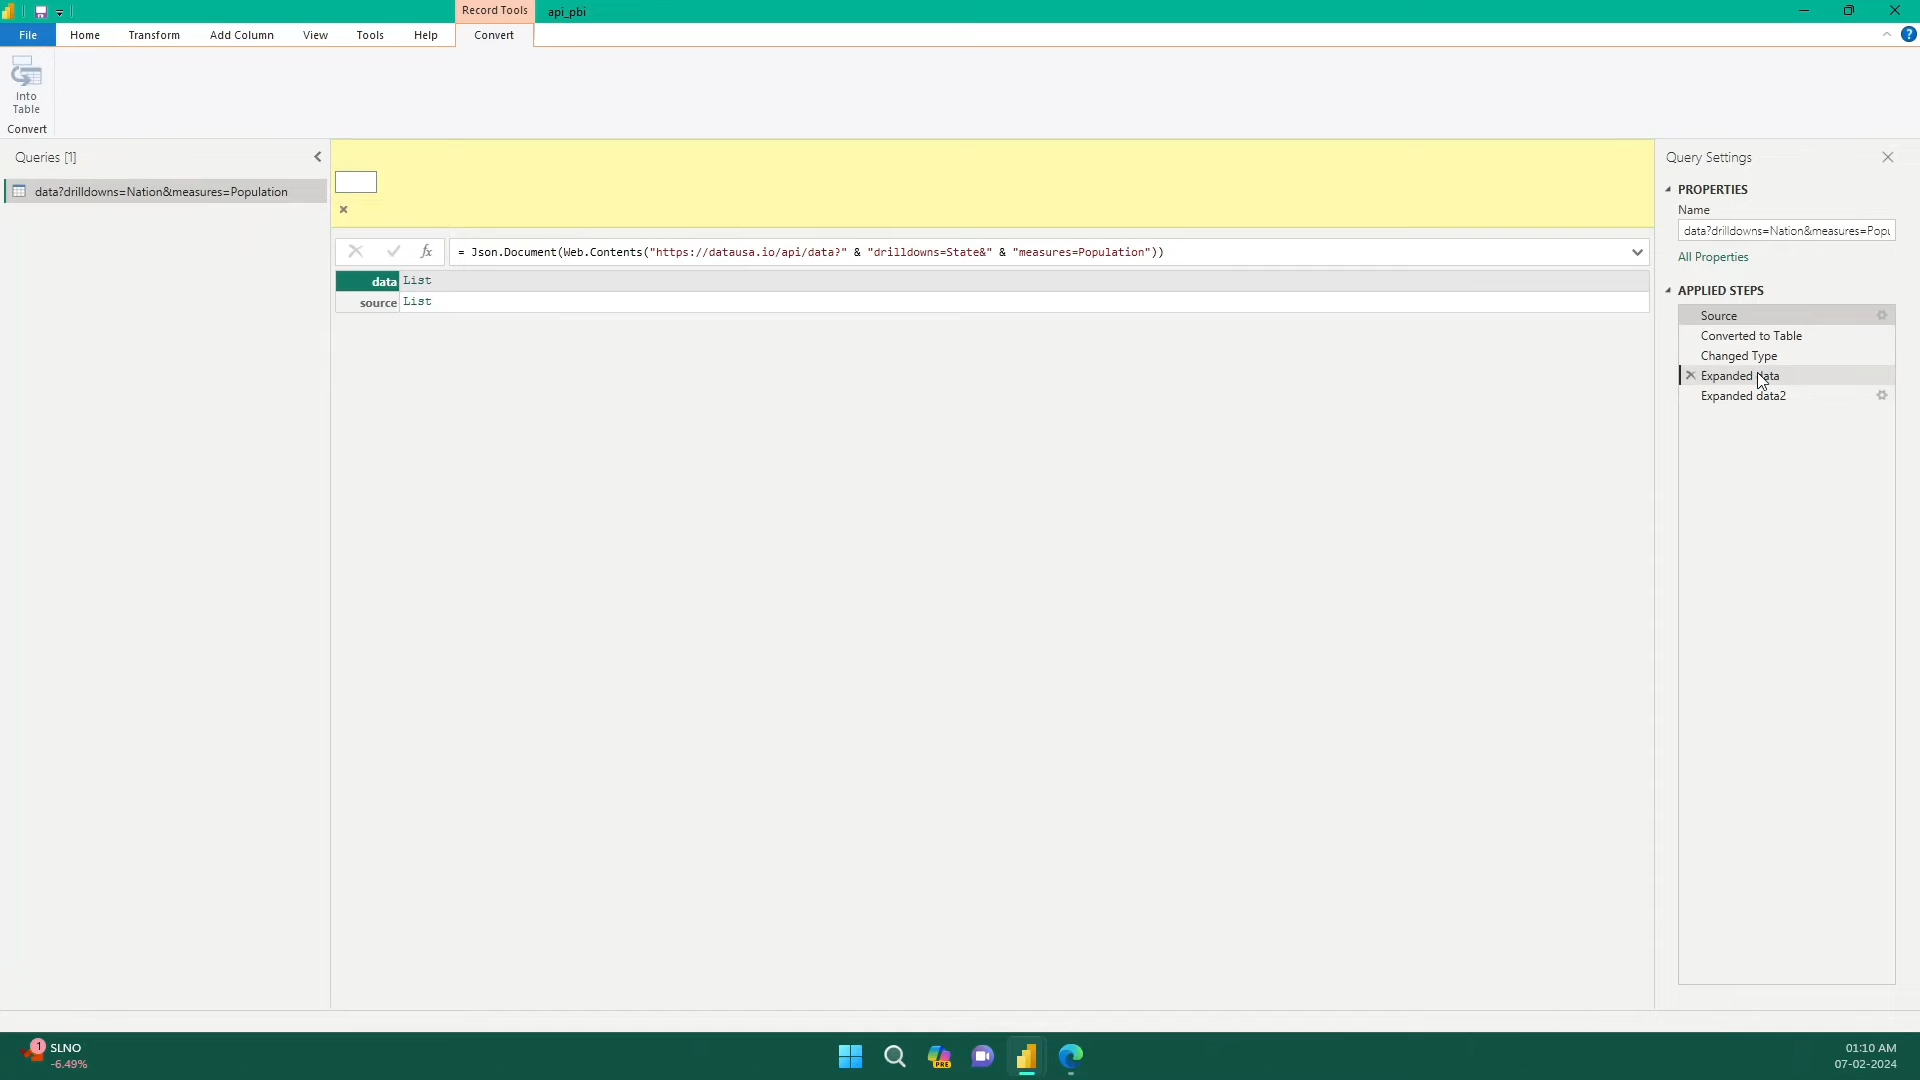 Record Tools
api_pbi
File
Home
Transform
Add Column
View
Tools
Help
Convert
?
Into
Table
Convert
Queries [1]
data?drilldowns=Nation&measures=Population
fx
= Json.Document(Web.Contents("https://datausa.io/api/data?" & "drilldowns=State&" & "measures=Population"))
data List
source List
Query Settings
PROPERTIES
Name
data?drilldowns=Nation&measures=Popu
All Properties
APPLIED STEPS
Source
Converted to Table
Changed Type
Expanded data
Expanded data2
1
SLNO
-6.49%
PRE
01:10 AM
07-02-2024